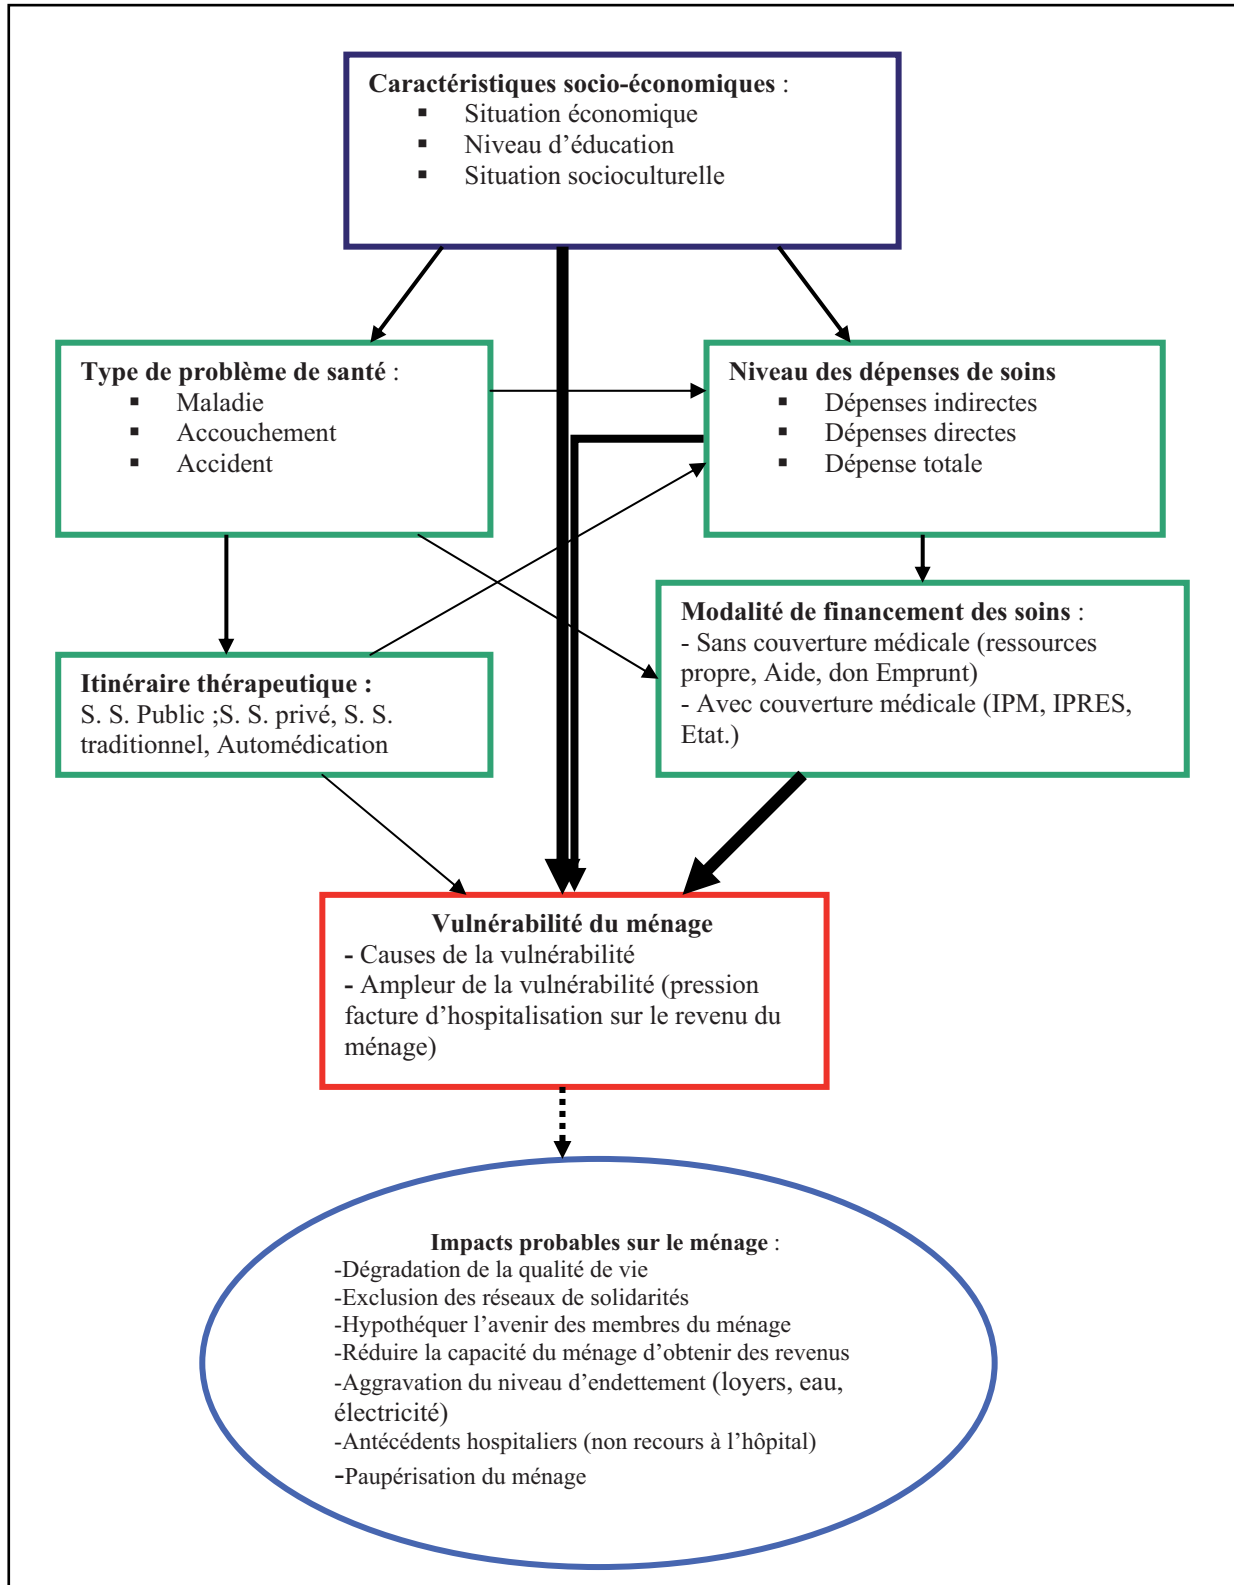 Caractéristiques socio-économiques :
▪ Situation économique
▪ Niveau d’éducation
▪ Situation socioculturelle
Type de problème de santé :
▪ Maladie
▪ Accouchement
▪ Accident
Niveau des dépenses de soins
▪ Dépenses indirectes
▪ Dépenses directes
▪ Dépense totale
Itinéraire thérapeutique :
S. S. Public ;S. S. privé, S. S.
traditionnel, Automédication
Modalité de financement des soins :
- Sans couverture médicale (ressources
propre, Aide, don Emprunt)
- Avec couverture médicale (IPM, IPRES,
Etat.)
Vulnérabilité du ménage
- Causes de la vulnérabilité
- Ampleur de la vulnérabilité (pression
facture d’hospitalisation sur le revenu du
ménage)
Impacts probables sur le ménage :
-Dégradation de la qualité de vie
-Exclusion des réseaux de solidarités
-Hypothéquer l’avenir des membres du ménage
-Réduire la capacité du ménage d’obtenir des revenus
-Aggravation du niveau d’endettement (loyers, eau,
électricité)
-Antécédents hospitaliers (non recours à l’hôpital)
-Paupérisation du ménage